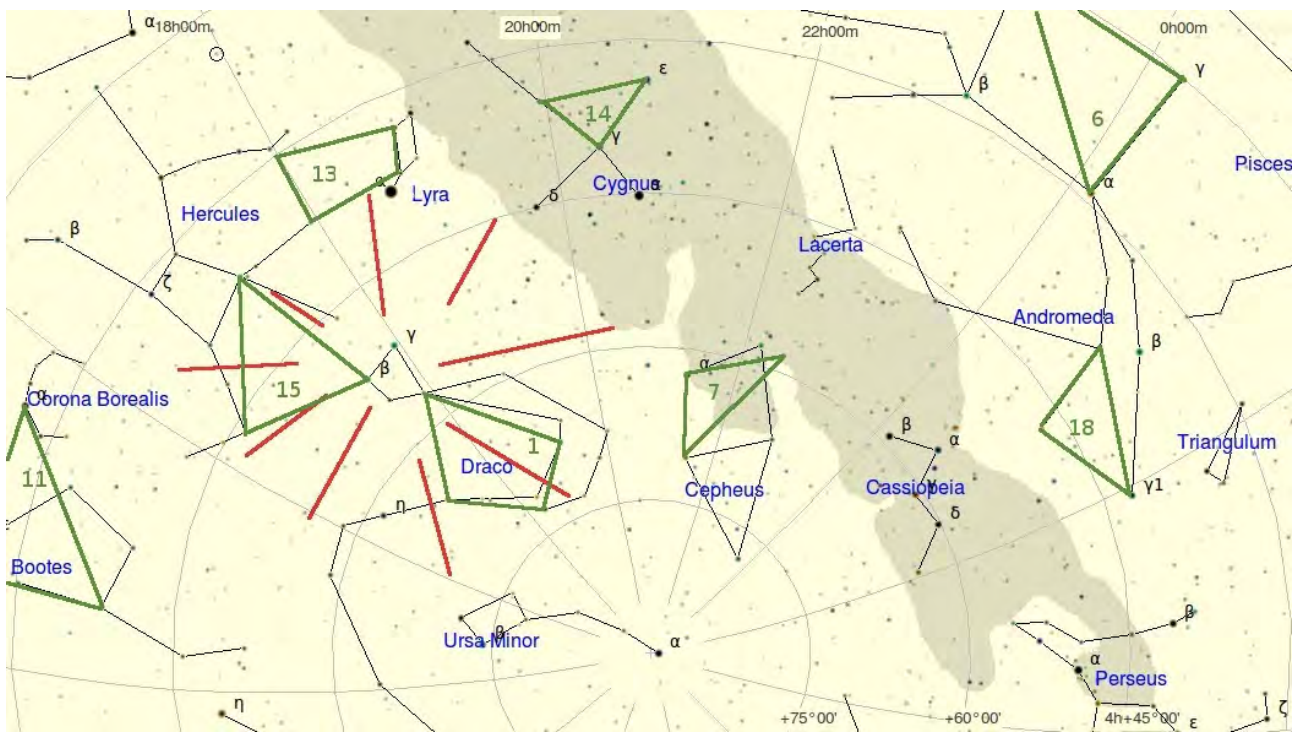 α
18h00m
20h00m
22h00m
0h00m
ε
β
γ
14
6
13
γ
Pisces
α
Lyra
δ
Cygnus
α
α
Hercules
β
Lacerta
ζ
Andromeda
γ
β
β
α
7
15
Corona Borealis
α
β
α
18
Triangulum
1
11
Draco
Cepheus
Cassiopeia
γ
γ1
η
δ
Bootes
β
Ursa Minor
β
α
α
Perseus
η
+75°00'
+60°00'
4h+45°00'
ε
ζ